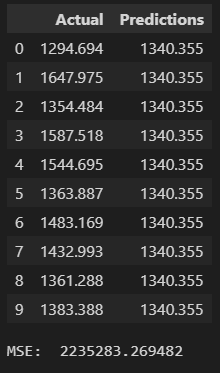 Actual Predictions
0 1294.694 1340.355
1 1647.975 1340.355
2 1354.484 1340.355
3 1587.518 1340.355
4 1544.695 1340.355
5 1363.887 1340.355
6 1483.169 1340.355
7 1432.993 1340.355
8 1361.288 1340.355
9 1383.388 1340.355
MSE: 2235283.269482